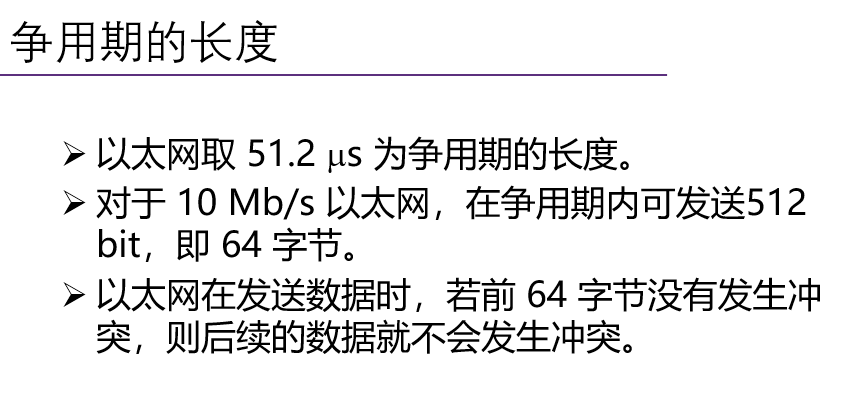 争用期的长度
➢ 以太网取 51.2 μs 为争用期的长度。
➢ 对于 10 Mb/s 以太网，在争用期内可发送512
bit，即 64 字节。
➢ 以太网在发送数据时，若前 64 字节没有发生冲
突，则后续的数据就不会发生冲突。